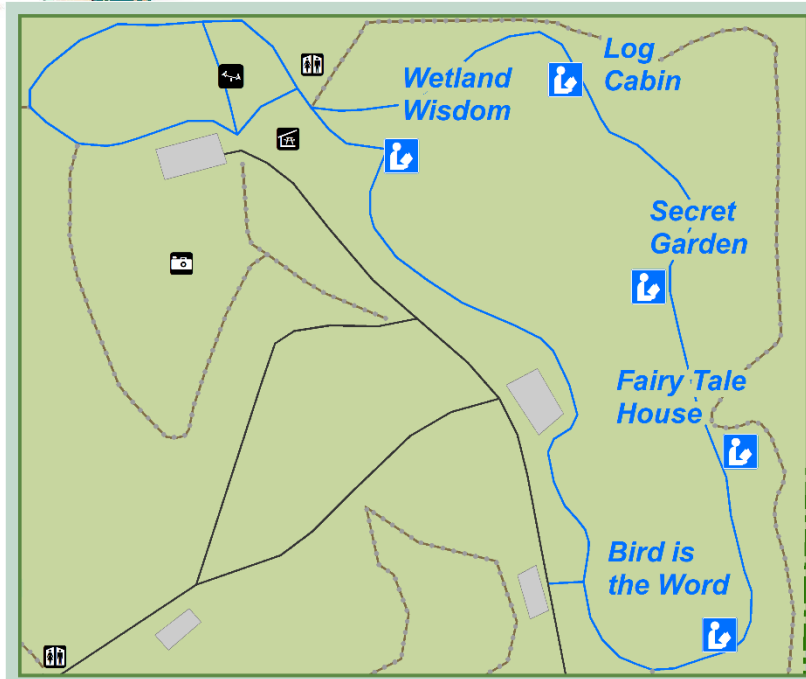 Log
Cabin
Wetland
Wisdom
Secret
Garden
Fairy Tale
House
Bird is
the Word